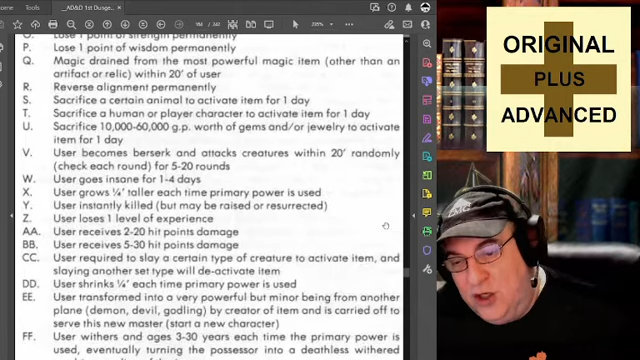 Home
Tools
__AD&D 1st Dunge...
184 / 242
235%
O. Lose 1 point of strength permanently
P. Lose 1 point of wisdom permanently
Q. Magic drained from the most powerful magic item (other than an
artifact or relic) within 20' of user
R. Reverse alignment permanently
S. Sacrifice a certain animal to activate item for 1 day
T. Sacrifice a human or player character to activate item for 1 day
U. Sacrifice 10,000-60,000 g.p. worth of gems and/or jewelry to activate
item for 1 day
V. User becomes berserk and attacks creatures within 20' randomly
(check each round) for 5-20 rounds
W. User goes insane for 1-4 days
X. User grows ¼' taller each time primary power is used
Y. User instantly killed (but may be raised or resurrected)
Z. User loses 1 level of experience
AA. User receives 2-20 hit points damage
BB. User receives 5-30 hit points damage
CC. User required to slay a certain type of creature to activate item, and
slaying another set type will de-activate item
DD. User shrinks ¼' each time primary power is used
EE. User transformed into a very powerful but minor being from another
plane (demon, devil, godling) by creator of item and is carried off to
serve this new master (start a new character)
FF. User withers and ages 3-30 years each time the primary power is
used, eventually turning the possessor into a deathless withered
ORIGINAL
PLUS
ADVANCED